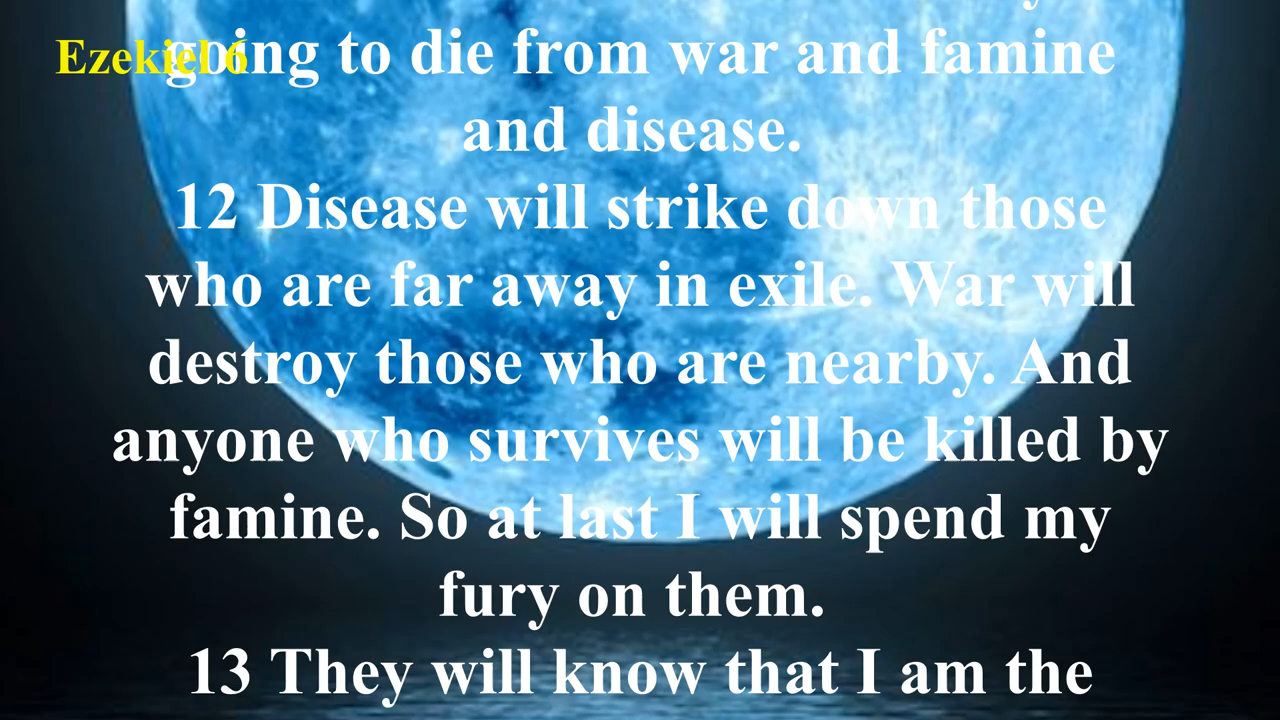 Ezekiel 6
going to die from war and famine
and disease.
12 Disease will strike down those
who are far away in exile. War will
destroy those who are nearby. And
anyone who survives will be killed by
famine. So at last I will spend my
fury on them.
13 They will know that I am the